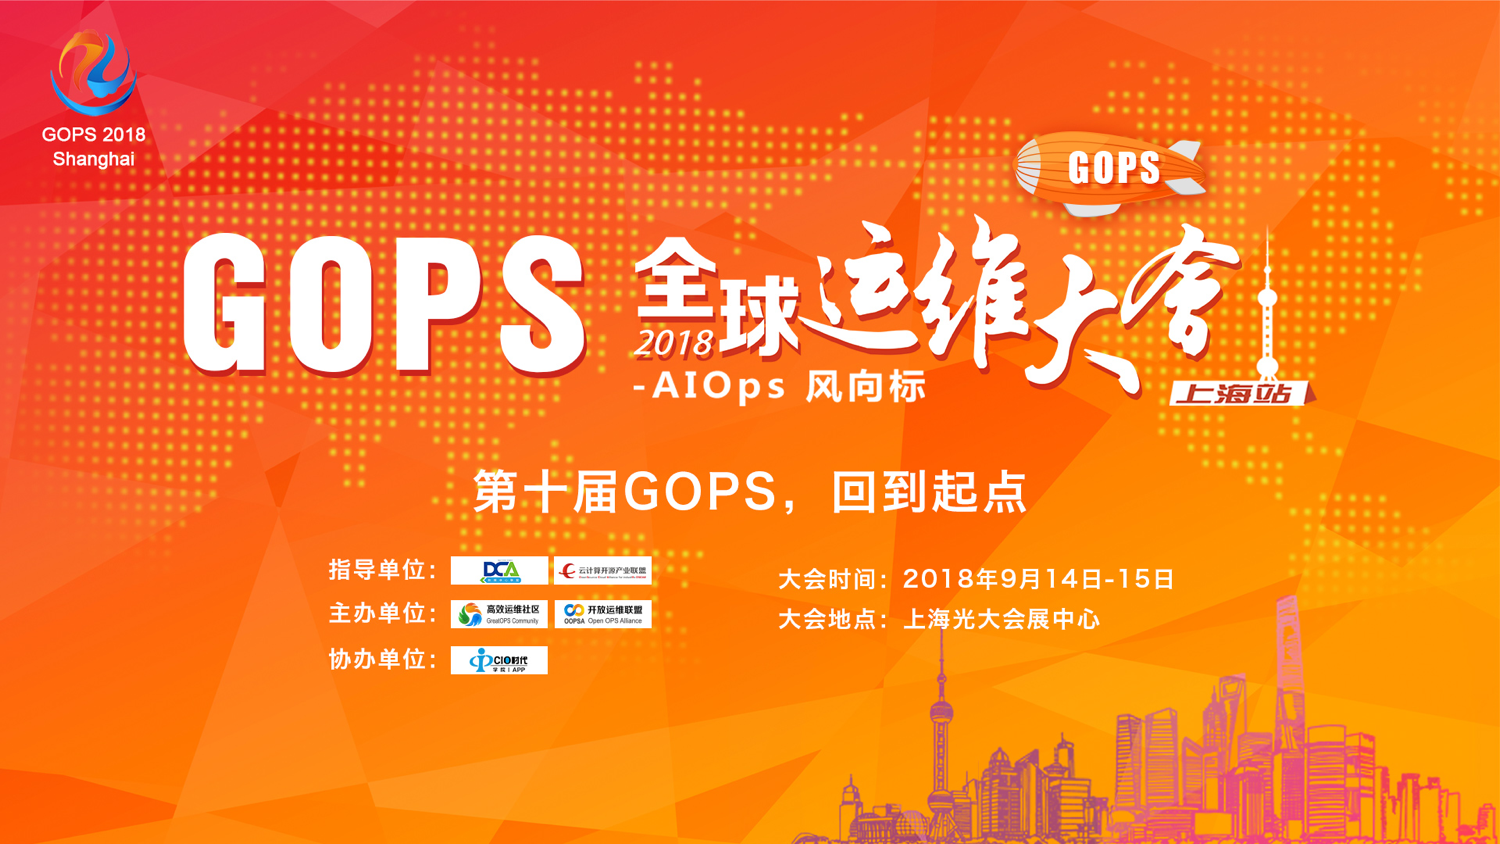 GOPS 2018
Shanghai
GOPS
GOPS 全球运维大会
2018
-AIOps 风向标
上海站
第十届GOPS，回到起点
指导单位：
DCA
云计算开源产业联盟
主办单位：
高效运维社区
GreatOPS Community
OOPSA
开放运维联盟
Open OPS Alliance
协办单位：
CIO时代
学院 | APP
大会时间：2018年9月14日-15日
大会地点：上海光大会展中心